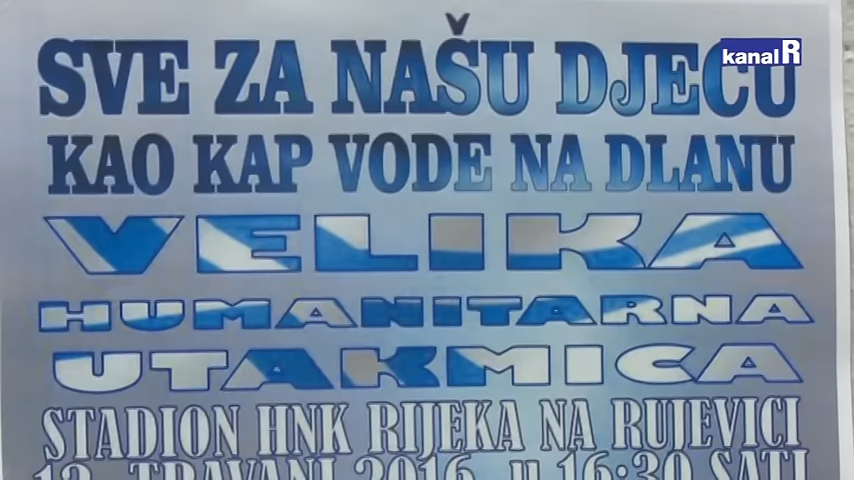 kanal R
SVE ZA NAŠU DJECU
KAO KAP VODE NA DLANU
VELIKA
HUMANITARNA
UTAKMICA
STADION HNK RIJEKA NA RUJEVICI
TRAVANJ 2016. u 16:30 SATI